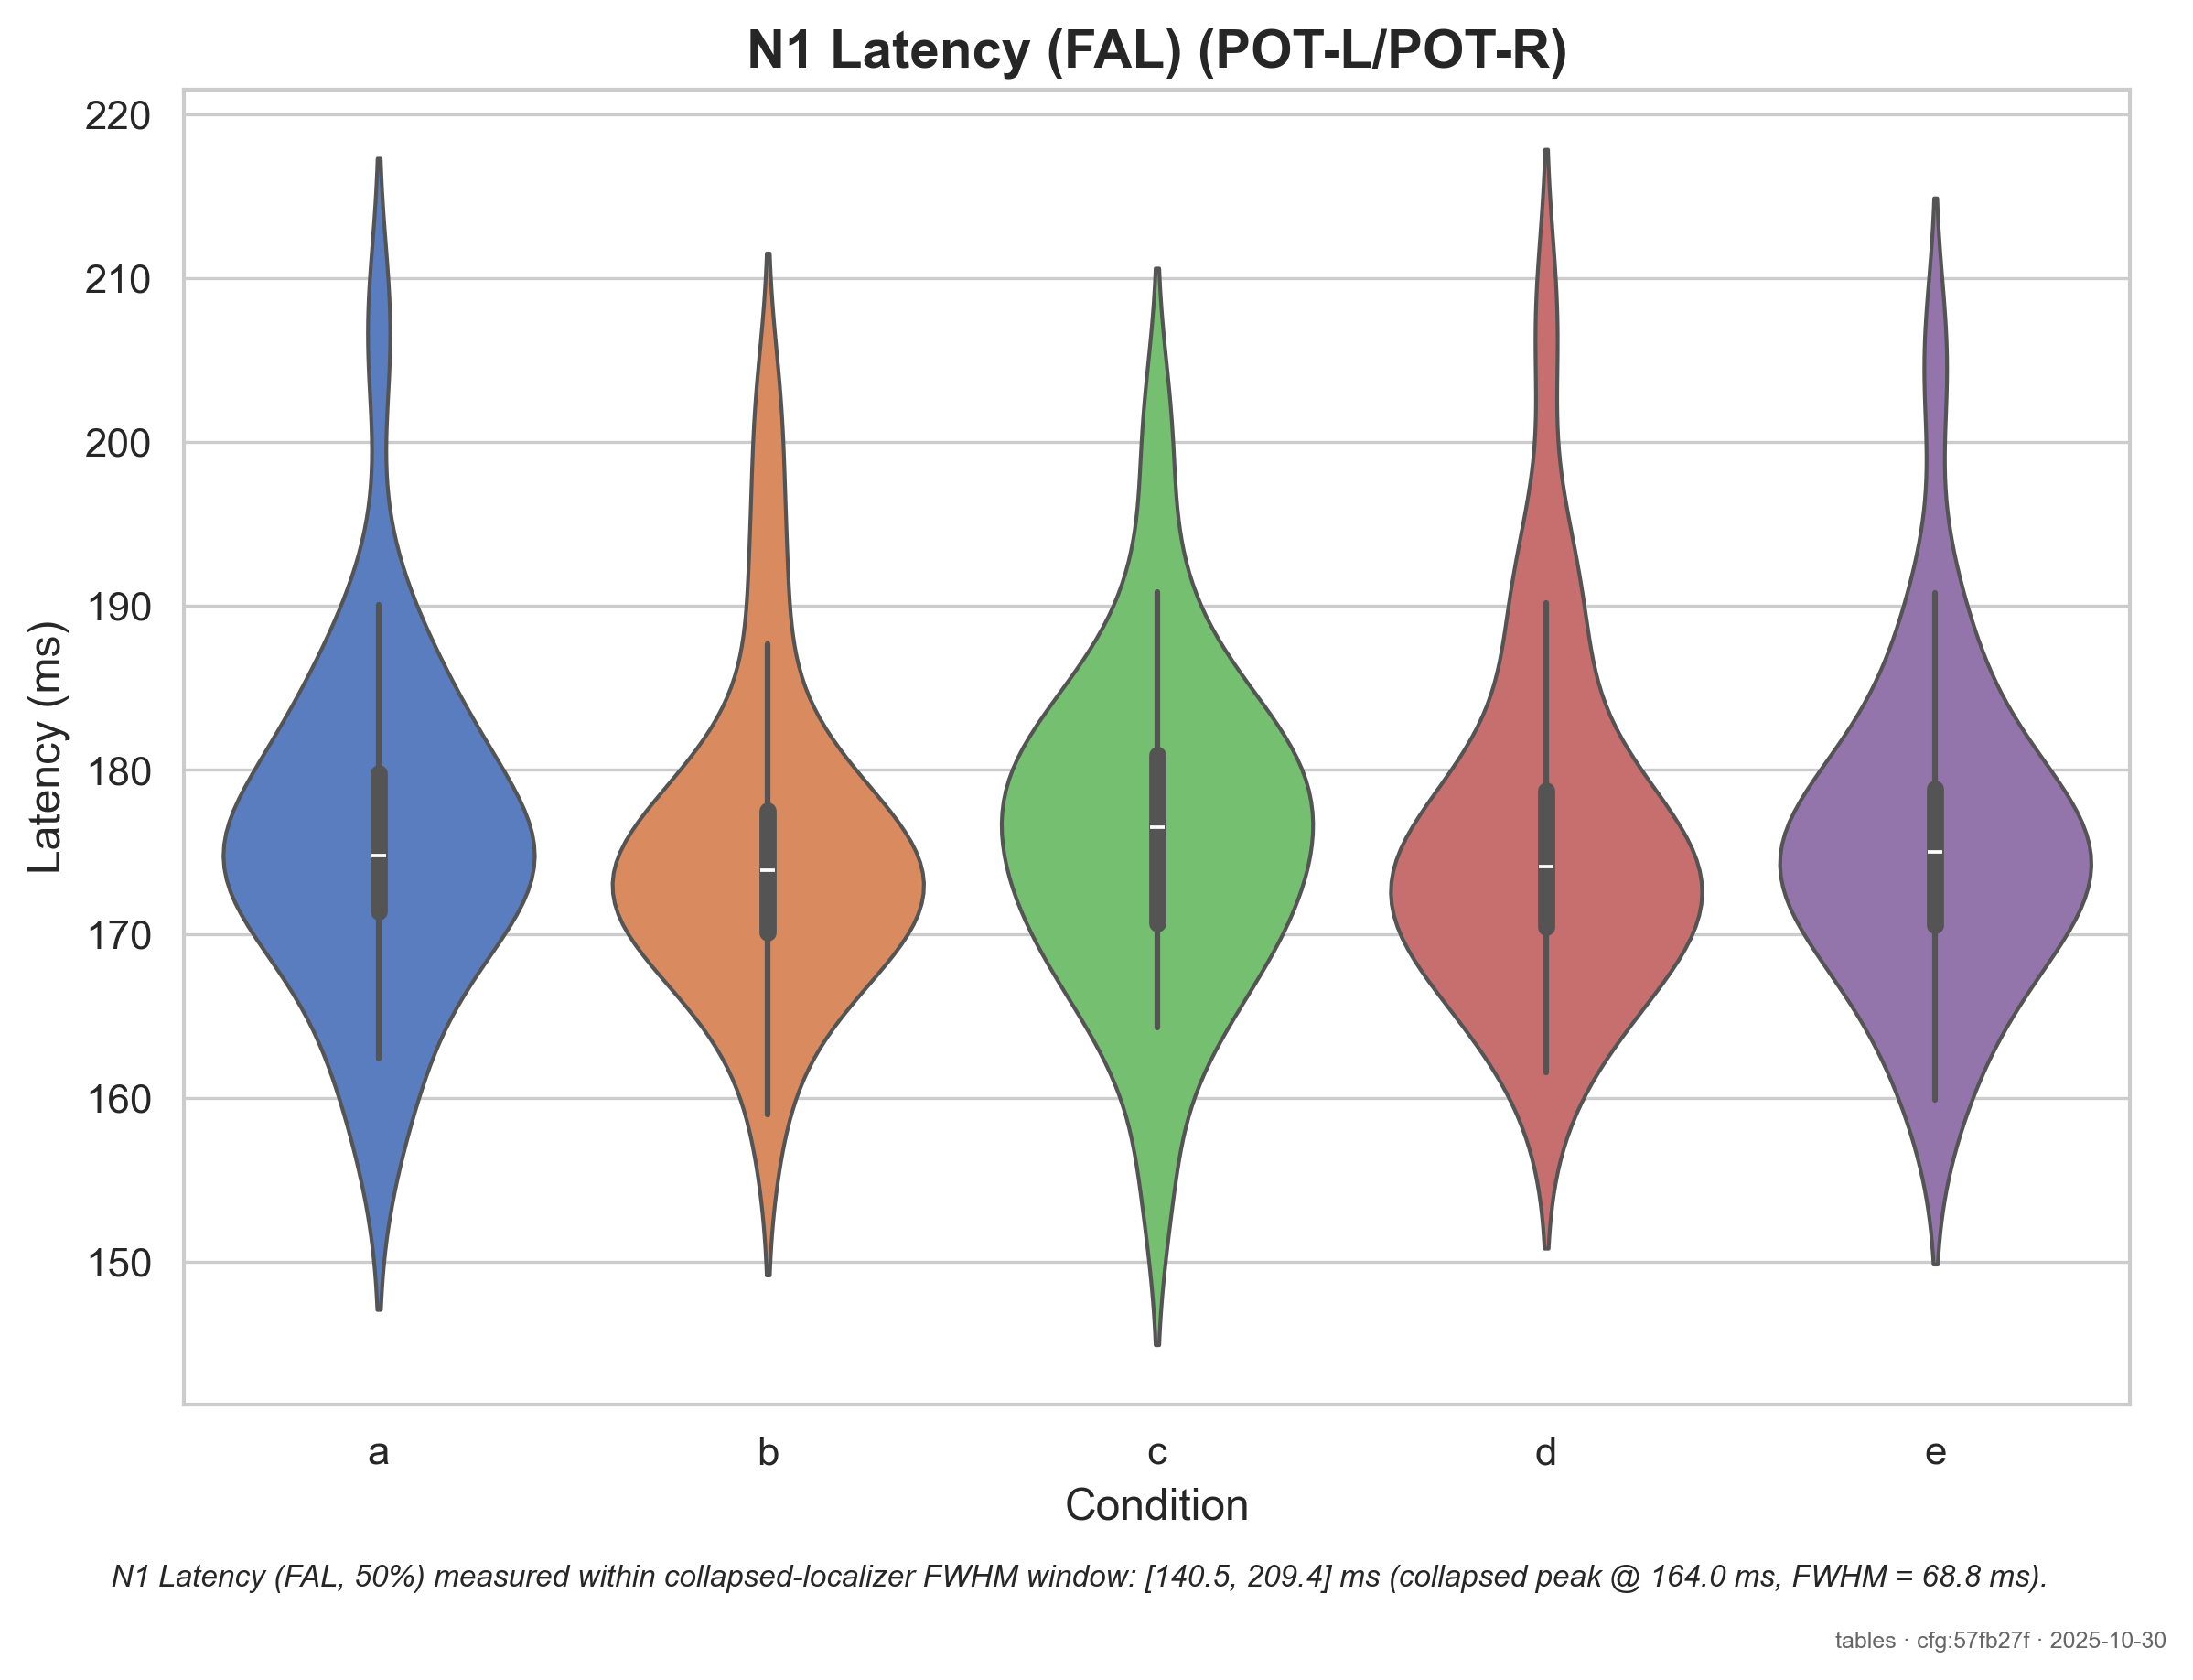 N1 Latency (FAL) (POT-L/POT-R)
220
210
200
190
180
170
160
150
Latency (ms)
a b c d e
Condition
N1 Latency (FAL, 50%) measured within collapsed-localizer FWHM window: [140.5, 209.4] ms (collapsed peak @ 164.0 ms, FWHM = 68.8 ms).
tables · cfg:57fb27f · 2025-10-30